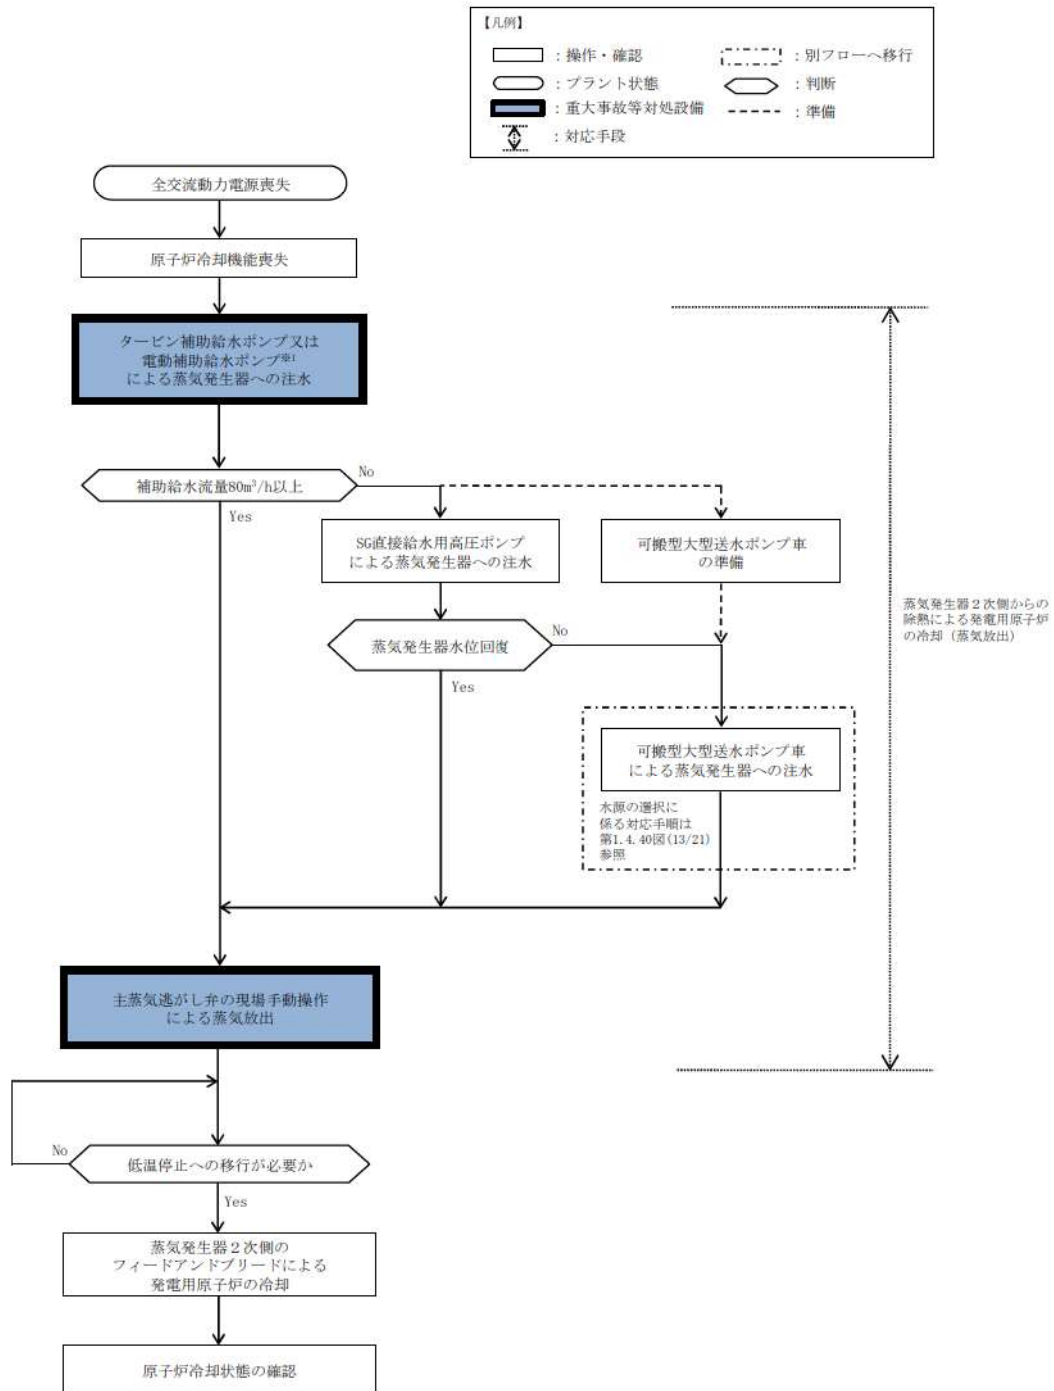 【凡例】
：操作・確認
：別フローへ移行
：プラント状態
：判断
：重大事故等対処設備
：準備
：対応手段
全交流動力電源喪失
原子炉冷却機能喪失
タービン補助給水ポンプ又は
電動補助給水ポンプ※1
による蒸気発生器への注水
補助給水流量80m³/h以上
No
Yes
SG直接給水用高圧ポンプ
による蒸気発生器への注水
可搬型大型送水ポンプ車
の準備
蒸気発生器２次側からの
除熱による発電用原子炉
の冷却（蒸気放出）
蒸気発生器水位回復
No
Yes
可搬型大型送水ポンプ車
による蒸気発生器への注水
水源の選択に
係る対応手順は
第1.4.40図(13/21)
参照
主蒸気逃がし弁の現場手動操作
による蒸気放出
No
低温停止への移行が必要か
Yes
蒸気発生器２次側の
フィードアンドブリードによる
発電用原子炉の冷却
原子炉冷却状態の確認